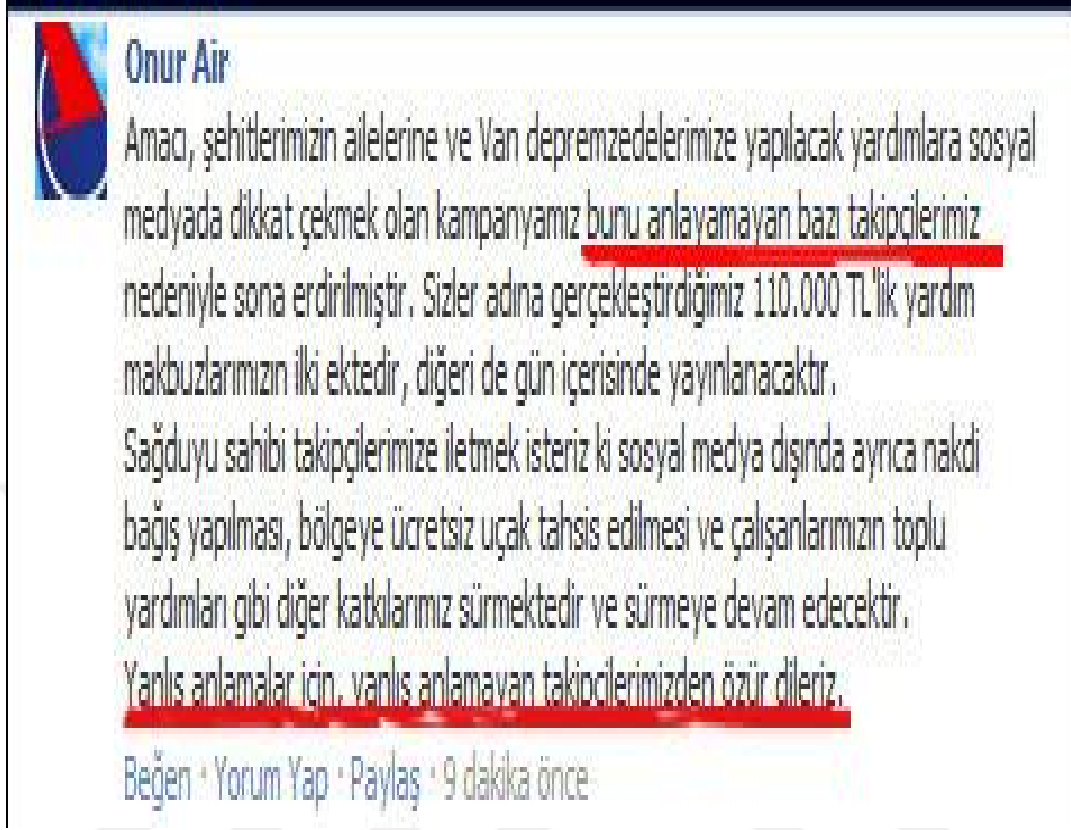 Onur Air
Amacı, şehitlerimizin ailelerine ve Van depremzedelerimize yapılacak yardımlara sosyal
medyada dikkat çekmek olan kampanyamız bunu anlayamayan bazı takipçilerimiz
nedeniyle sona erdirilmiştir. Sizler adına gerçekleştirdiğimiz 110.000 TL'lik yardım
makbuzlarımızın ilki ektedir, diğeri de gün içerisinde yayınlanacaktır.
Sağduyu sahibi takipçilerimize iletmek isteriz ki sosyal medya dışında ayrıca nakdi
bağış yapılması, bölgeye ücretsiz uçak tahsis edilmesi ve çalışanlarımızın toplu
yardımları gibi diğer katkılarımız sürmektedir ve sürmeye devam edecektir.
Yanlış anlamalar için, yanlış anlamayan takipçilerimizden özür dileriz.
Beğen · Yorum Yap · Paylaş · 9 dakika önce